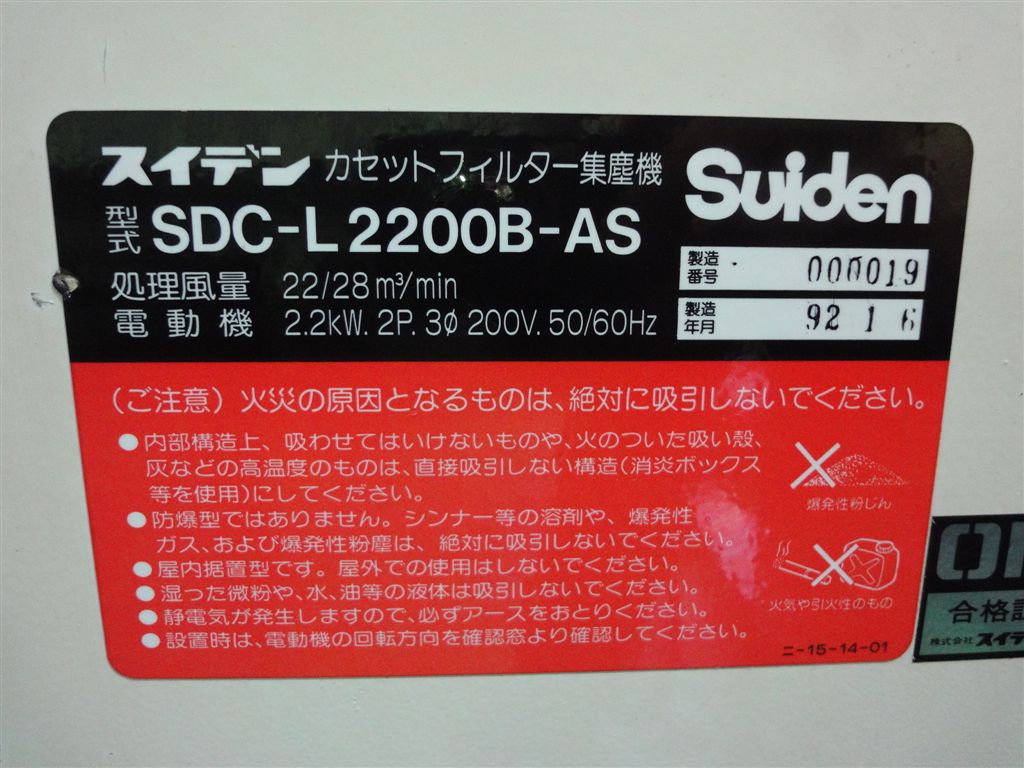 スイデン カセットフィルター集塵機 Suiden
型式 SDC-L2200B-AS
処理風量 22/28 m³/min
電動機 2.2kW. 2P. 3ø 200V. 50/60Hz
製造番号 000019
製造年月 92 1 6
(ご注意) 火災の原因となるものは、絶対に吸引しないでください。
●内部構造上、吸わせてはいけないものや、火のついた吸い殻、
灰などの高温度のものは、直接吸引しない構造(消炎ボックス
等を使用)にしてください。
●防爆型ではありません。シンナー等の溶剤や、爆発性
ガス、および爆発性粉塵は、絶対に吸引しないでください。
●屋内据置型です。屋外での使用はしないでください。
●湿った微粉や、水、油等の液体は吸引しないでください。
●静電気が発生しますので、必ずアースをおとりください。
●設置時は、電動機の回転方向を確認窓より確認してください。
爆発性粉じん
火気や引火性のもの
ニ-15-14-01
合格
株式会社 スイデ